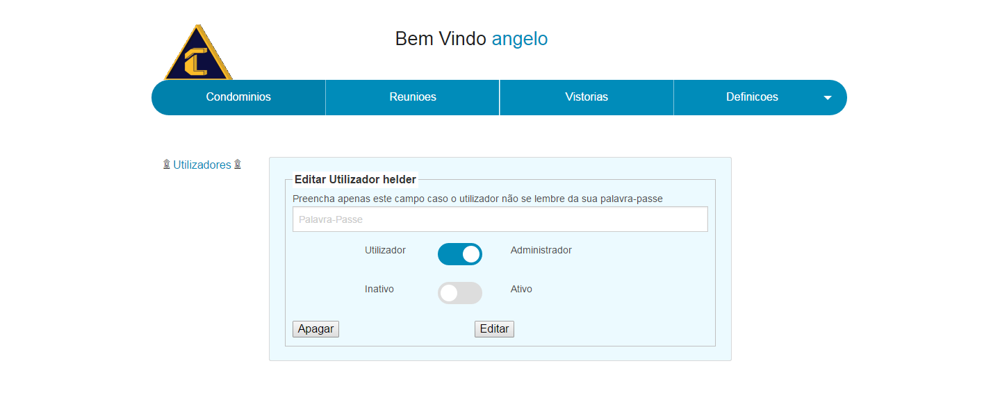 Bem Vindo angelo
Condominios
Reunioes
Vistorias
Definicoes
Utilizadores
Editar Utilizador helder
Preencha apenas este campo caso o utilizador não se lembre da sua palavra-passe
Palavra-Passe
Utilizador Administrador
Inativo Ativo
Apagar Editar